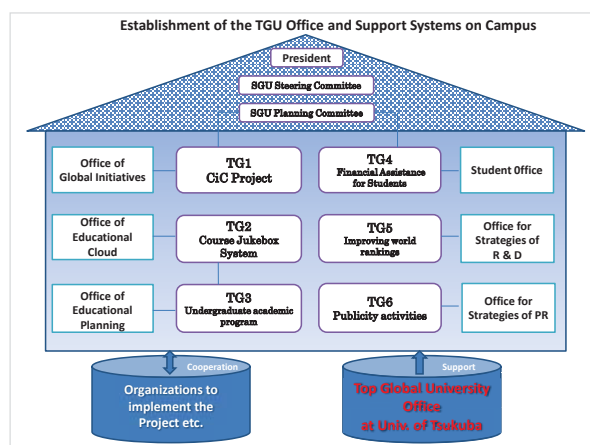 Establishment of the TGU Office and Support Systems on Campus
President
SGU Steering Committee
SGU Planning Committee
Office of
Global Initiatives
TG1
CiC Project
TG4
Financial Assistance
for Students
Student Office
Office of
Educational
Cloud
TG2
Course Jukebox
System
TG5
Improving world
rankings
Office for
Strategies of
R & D
Office of
Educational
Planning
TG3
Undergraduate academic
program
TG6
Publicity activities
Office for
Strategies of PR
Cooperation
Organizations to
implement the
Project etc.
Support
Top Global University
Office
at Univ. of Tsukuba